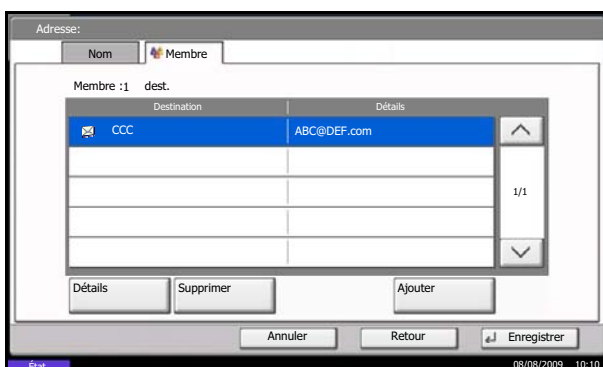 Adresse:
Nom Membre
Membre :1 dest.
Destination Détails
CCC ABC@DEF.com
1/1
Détails Supprimer Ajouter
Annuler Retour Enregistrer
État 08/08/2009 10:10